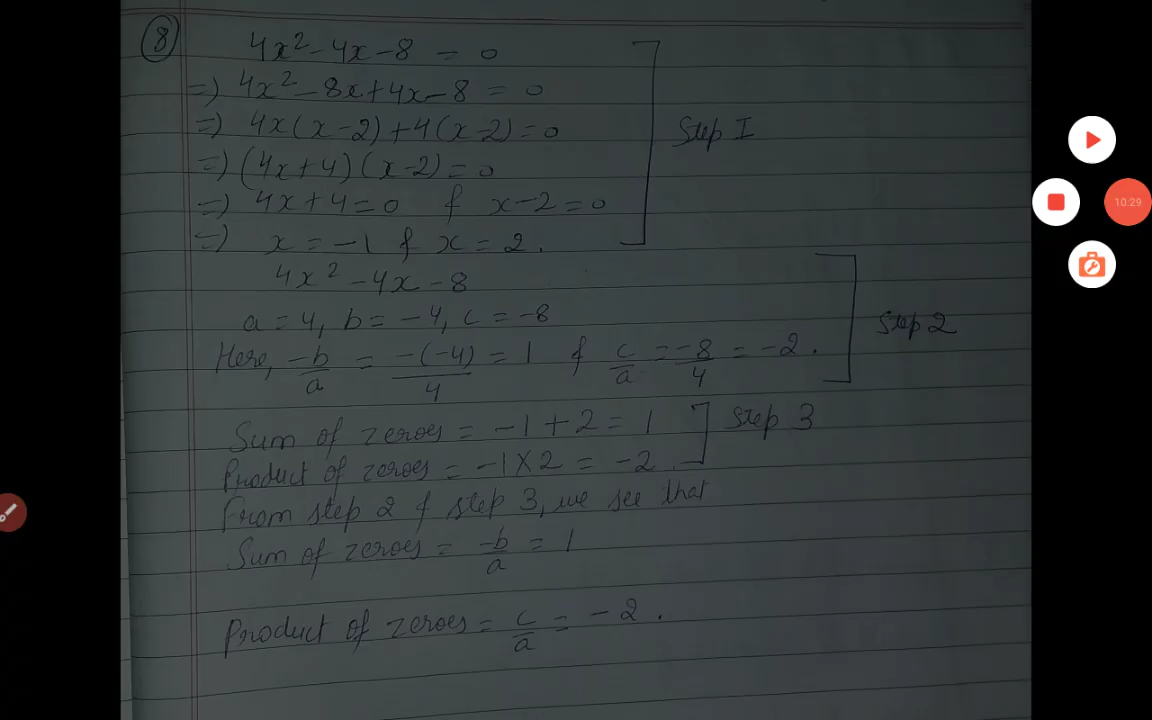 8
4x² - 4x - 8 = 0
=) 4x² - 8x + 4x - 8 = 0
=) 4x(x-2) + 4(x-2) = 0
=) (4x+4)(x-2) = 0
=) 4x+4 = 0 & x-2 = 0
=) x = -1 & x = 2.
Step I
4x² - 4x - 8
a = 4, b = -4, c = -8
Here, -b/a = -(-4)/4 = 1 & c/a = -8/4 = -2.
Step 2
Sum of zeroes = -1 + 2 = 1
Product of zeroes = -1 × 2 = -2.
Step 3
From step 2 & step 3, we see that
Sum of zeroes = -b/a = 1
Product of zeroes = c/a = -2.
10:29